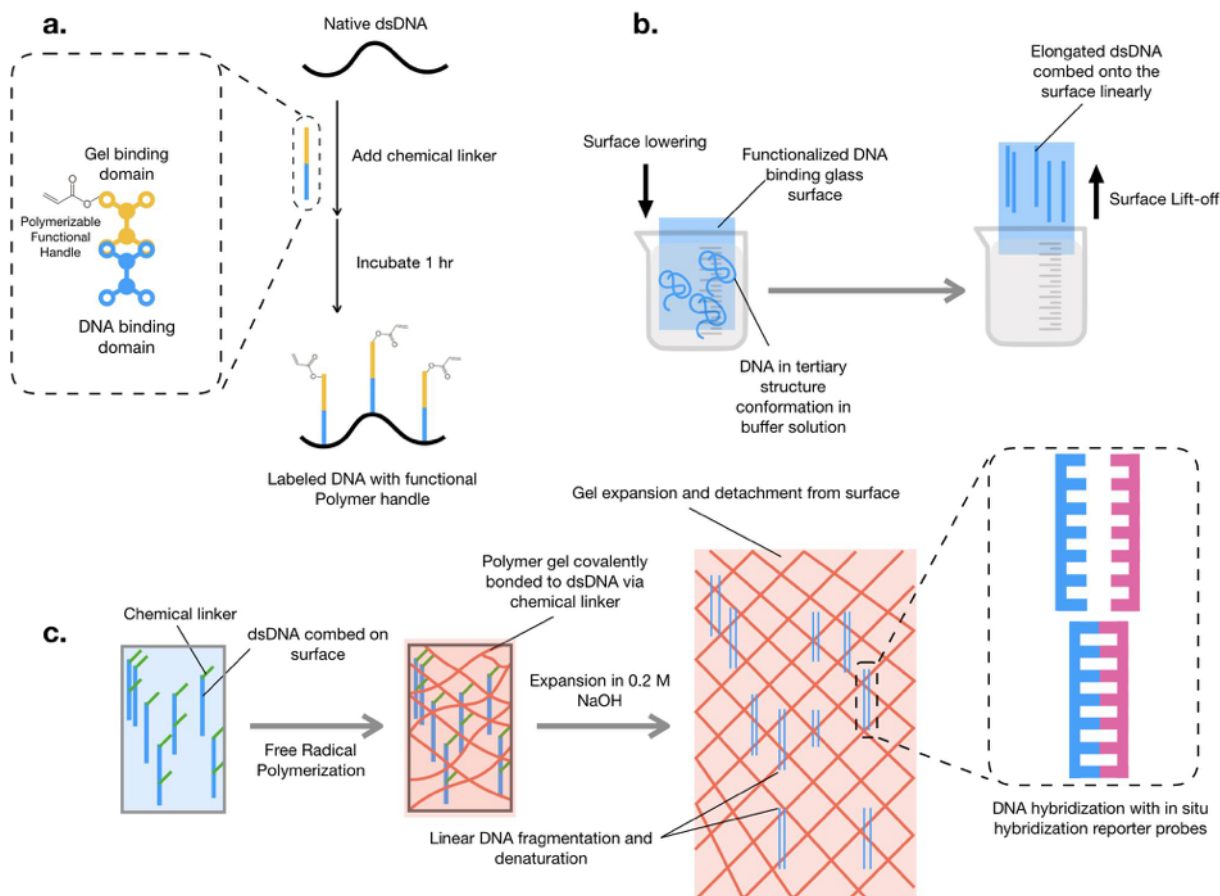 a.
Native dsDNA
Add chemical linker
Incubate 1 hr
Gel binding
domain
O
O
Polymerizable
Functional
Handle
DNA binding
domain
Labeled DNA with functional
Polymer handle
b.
Surface lowering
Functionalized DNA
binding glass
surface
DNA in tertiary
structure
conformation in
buffer solution
Elongated dsDNA
combed onto the
surface linearly
Surface Lift-off
c.
Chemical linker
dsDNA combed on
surface
Free Radical
Polymerization
Polymer gel covalently
bonded to dsDNA via
chemical linker
Expansion in 0.2 M
NaOH
Gel expansion and detachment from surface
Linear DNA fragmentation and
denaturation
DNA hybridization with in situ
hybridization reporter probes